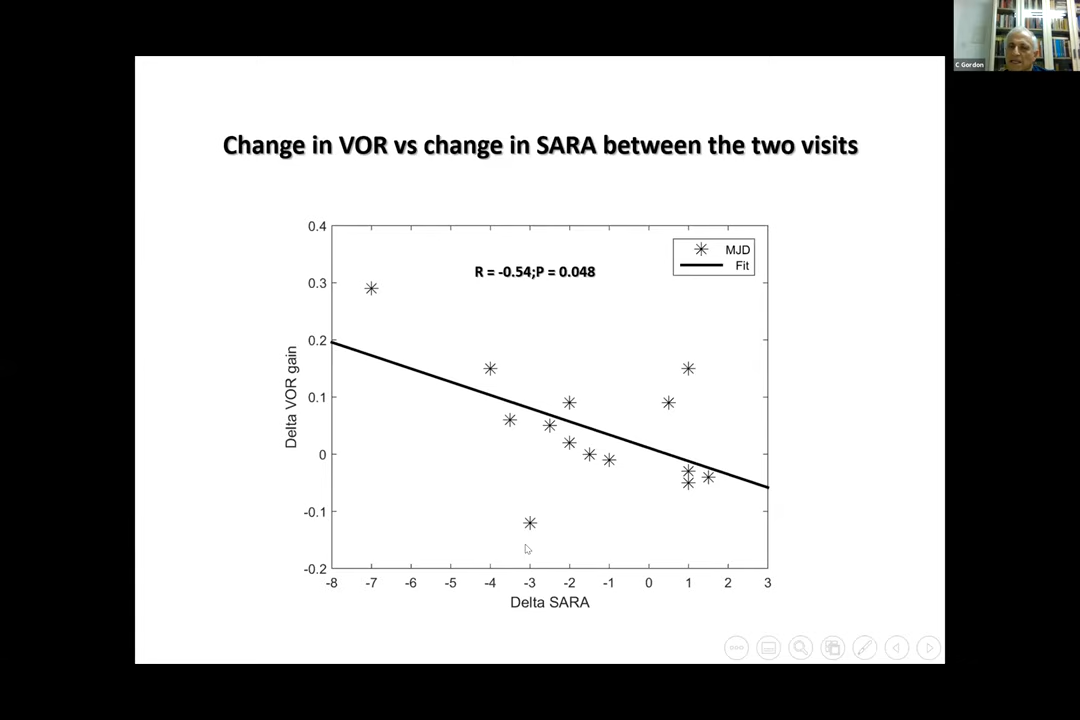 C Gordon
Change in VOR vs change in SARA between the two visits
R = -0.54;P = 0.048
MJD
Fit
0.4
0.3
0.2
0.1
0
-0.1
-0.2
Delta VOR gain
-8 -7 -6 -5 -4 -3 -2 -1 0 1 2 3
Delta SARA